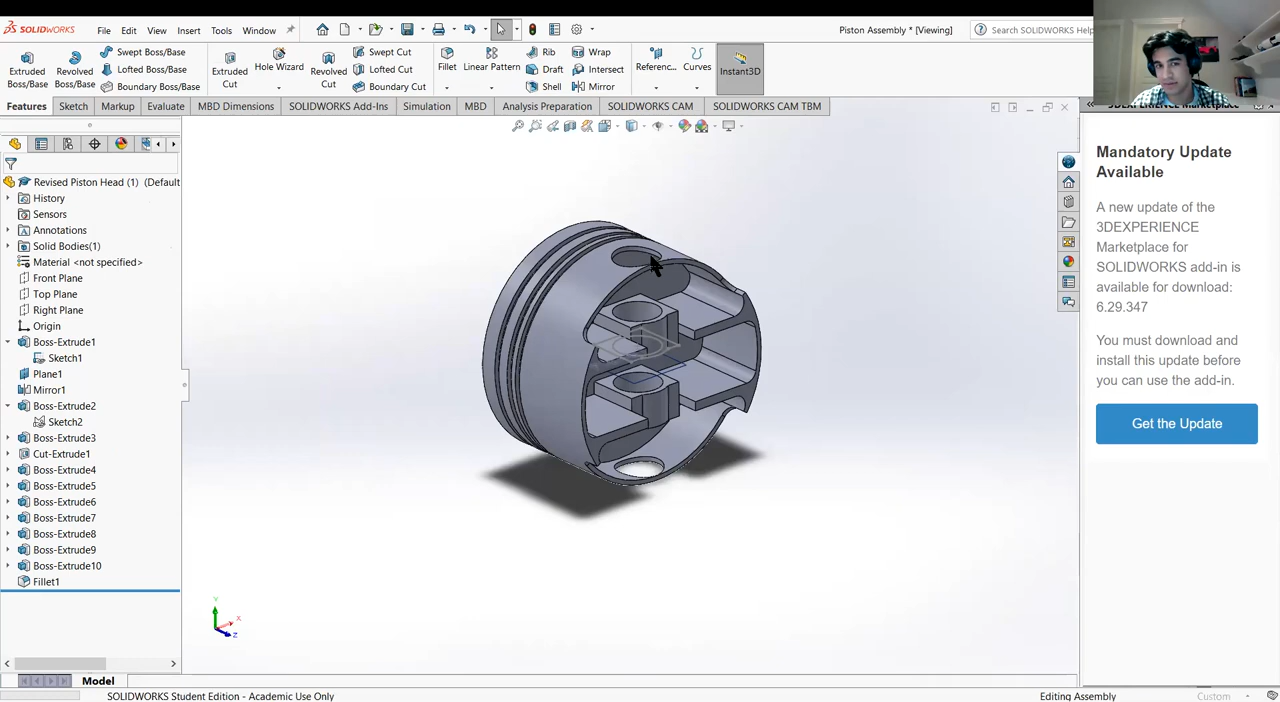 SOLIDWORKS File Edit View Insert Tools Window Piston Assembly * [Viewing] Search SOLIDWORKS Help
Extruded Boss/Base Revolved Boss/Base Swept Boss/Base Lofted Boss/Base Boundary Boss/Base Extruded Cut Hole Wizard Revolved Cut Swept Cut Lofted Cut Boundary Cut Fillet Linear Pattern Rib Draft Shell Wrap Intersect Mirror Referenc... Curves Instant3D
Features Sketch Markup Evaluate MBD Dimensions SOLIDWORKS Add-Ins Simulation MBD Analysis Preparation SOLIDWORKS CAM SOLIDWORKS CAM TBM
Revised Piston Head (1) (Default
History
Sensors
Annotations
Solid Bodies(1)
Material <not specified>
Front Plane
Top Plane
Right Plane
Origin
Boss-Extrude1
Sketch1
Plane1
Mirror1
Boss-Extrude2
Sketch2
Boss-Extrude3
Cut-Extrude1
Boss-Extrude4
Boss-Extrude5
Boss-Extrude6
Boss-Extrude7
Boss-Extrude8
Boss-Extrude9
Boss-Extrude10
Fillet1
Y
X
Z
Model
SOLIDWORKS Student Edition - Academic Use Only Editing Assembly Custom
Marketplace
Mandatory Update
Available
A new update of the
3DEXPERIENCE
Marketplace for
SOLIDWORKS add-in is
available for download:
6.29.347
You must download and
install this update before
you can use the add-in.
Get the Update